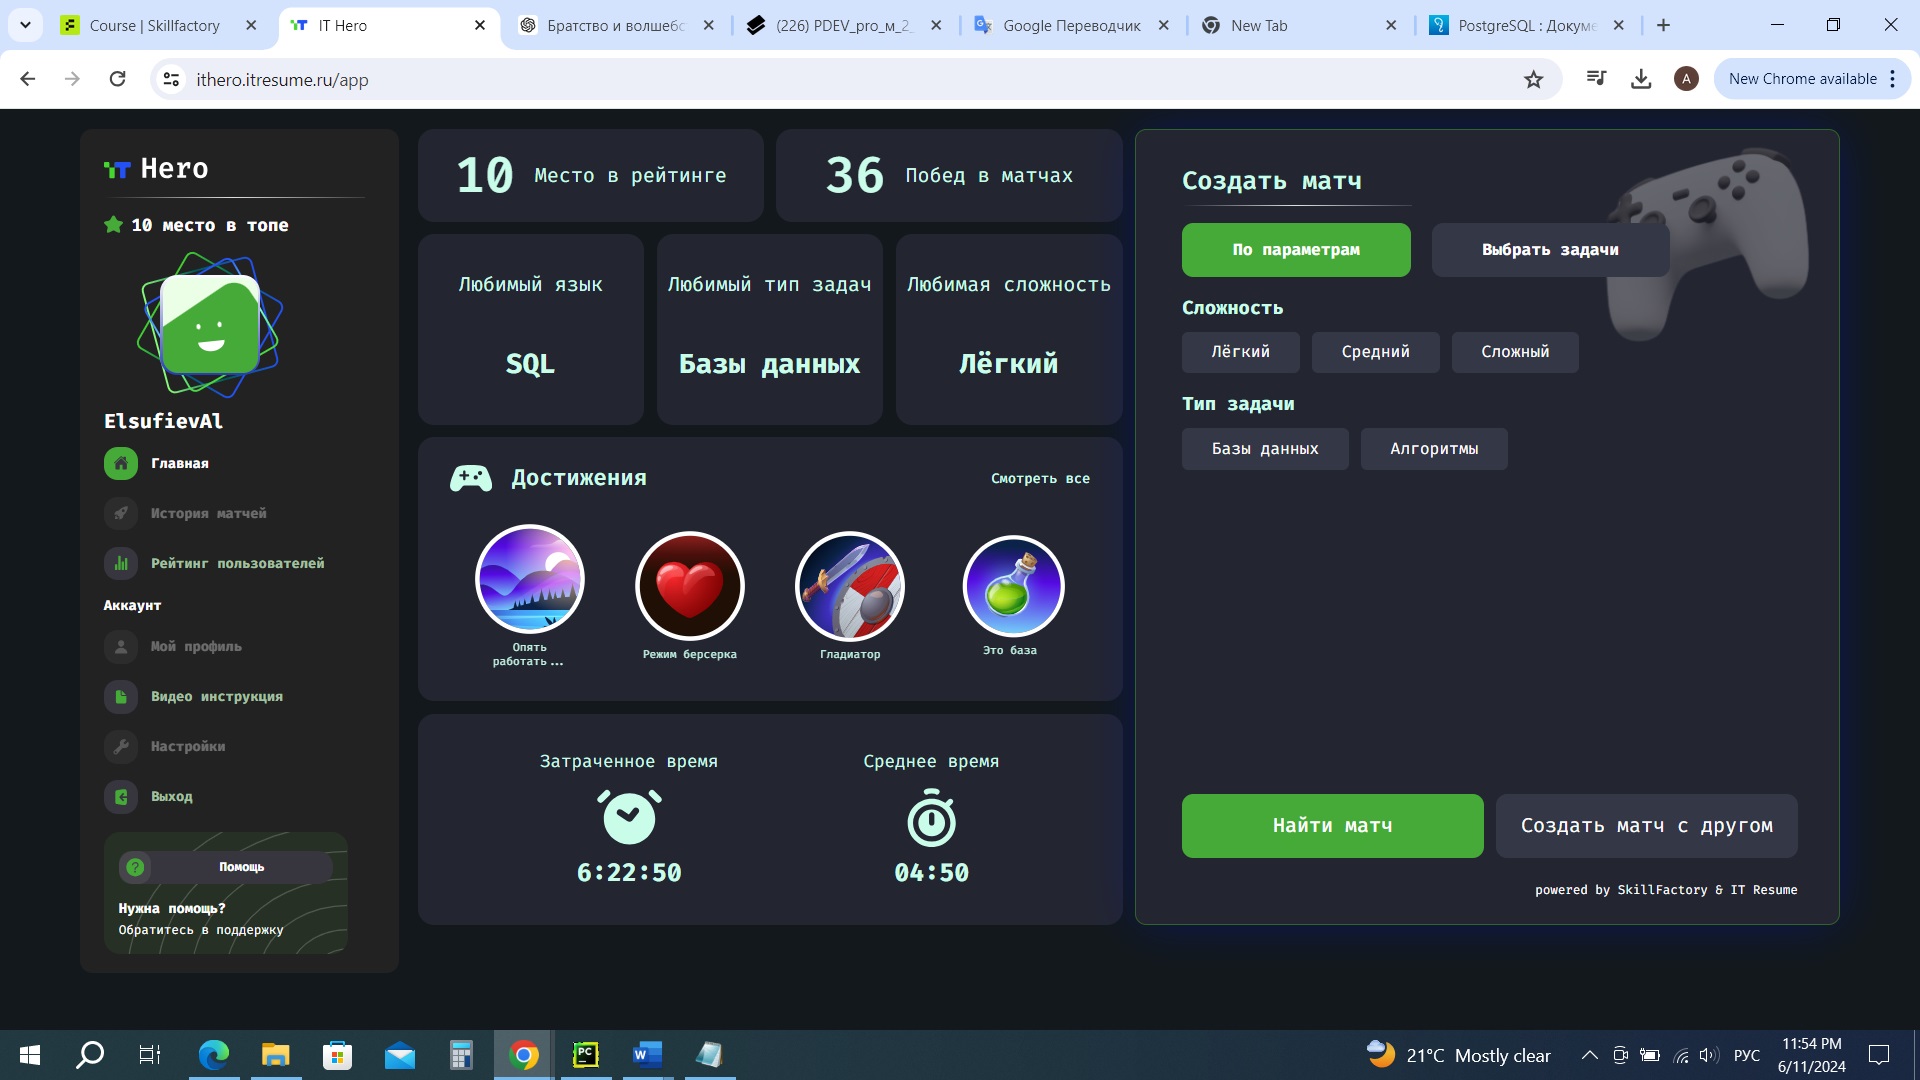 Course | Skillfactory
IT Hero
Братство и волшебс
(226) PDEV_pro_м_2_
Google Переводчик
New Tab
PostgreSQL : Докуме
ithero.itresume.ru/app
A
New Chrome available
Hero
10 место в топе
ElsufievAl
Главная
История матчей
Рейтинг пользователей
Аккаунт
Мой профиль
Видео инструкция
Настройки
Выход
Помощь
Нужна помощь?
Обратитесь в поддержку
10 Место в рейтинге
36 Побед в матчах
Любимый язык
SQL
Любимый тип задач
Базы данных
Любимая сложность
Лёгкий
Достижения
Смотреть все
Опять
работать...
Режим берсерка
Гладиатор
Это база
Затраченное время
6:22:50
Среднее время
04:50
Создать матч
По параметрам
Выбрать задачи
Сложность
Лёгкий
Средний
Сложный
Тип задачи
Базы данных
Алгоритмы
Найти матч
Создать матч с другом
powered by SkillFactory & IT Resume
21°C Mostly clear
РУС
11:54 PM
6/11/2024